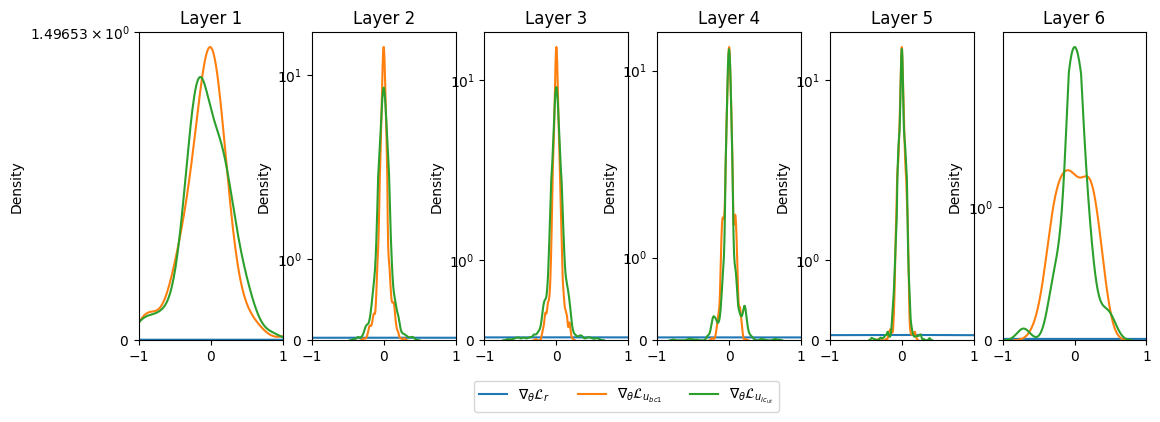 Layer 1 Layer 2 Layer 3 Layer 4 Layer 5 Layer 6
1.49653 × 10⁰
10¹ 10¹ 10¹ 10¹
Density Density Density Density Density Density
10⁰ 10⁰ 10⁰ 10⁰ 10⁰
0 0 0 0 0 0
−1 0 1 −1 0 1 −1 0 1 −1 0 1 −1 0 1 −1 0 1
∇θℒr ∇θℒu_bc1 ∇θℒu_ic_ut